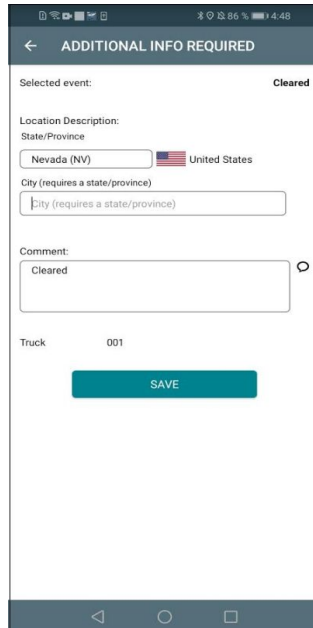 86 % 4:48
ADDITIONAL INFO REQUIRED
Selected event: Cleared
Location Description:
State/Province
Nevada (NV) United States
City (requires a state/province)
City (requires a state/province)
Comment:
Cleared
Truck 001
SAVE